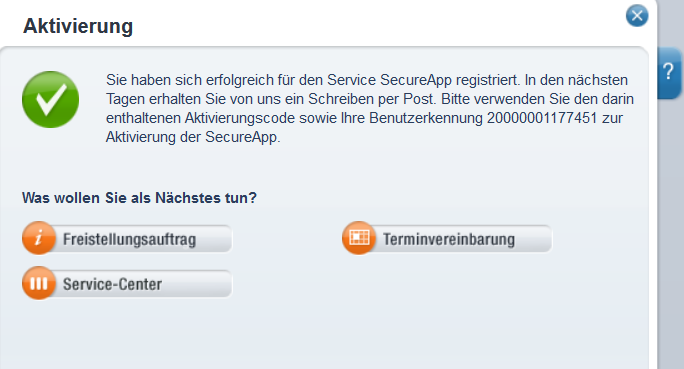 Aktivierung
?
Sie haben sich erfolgreich für den Service SecureApp registriert. In den nächsten
Tagen erhalten Sie von uns ein Schreiben per Post. Bitte verwenden Sie den darin
enthaltenen Aktivierungscode sowie Ihre Benutzerkennung 20000001177451 zur
Aktivierung der SecureApp.
Was wollen Sie als Nächstes tun?
Freistellungsauftrag
Terminvereinbarung
Service-Center